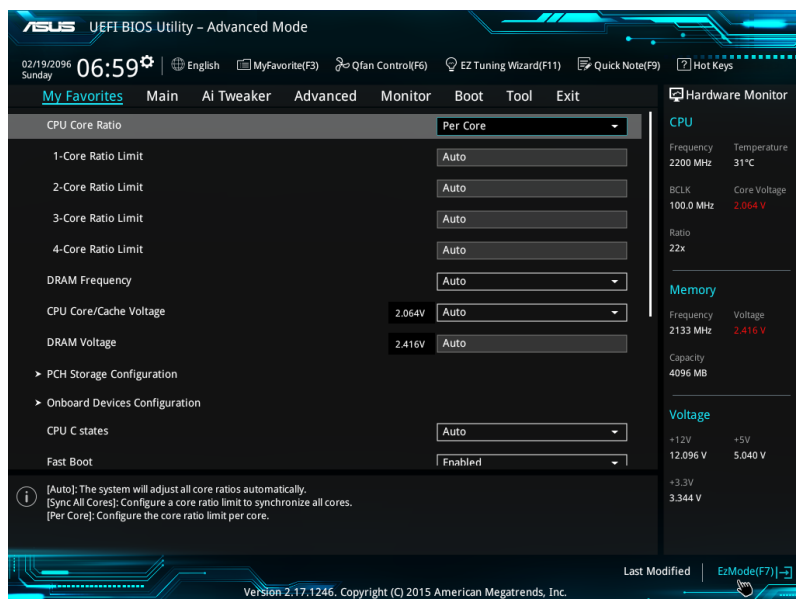 ASUS UEFI BIOS Utility – Advanced Mode
02/19/2096
Sunday
06:59
English
MyFavorite(F3)
Qfan Control(F6)
EZ Tuning Wizard(F11)
Quick Note(F9)
? Hot Keys
My Favorites Main Ai Tweaker Advanced Monitor Boot Tool Exit
CPU Core Ratio Per Core
1-Core Ratio Limit Auto
2-Core Ratio Limit Auto
3-Core Ratio Limit Auto
4-Core Ratio Limit Auto
DRAM Frequency Auto
CPU Core/Cache Voltage 2.064V Auto
DRAM Voltage 2.416V Auto
> PCH Storage Configuration
> Onboard Devices Configuration
CPU C states Auto
Fast Boot Enabled
i
[Auto]: The system will adjust all core ratios automatically.
[Sync All Cores]: Configure a core ratio limit to synchronize all cores.
[Per Core]: Configure the core ratio limit per core.
Hardware Monitor
CPU
Frequency Temperature
2200 MHz 31°C
BCLK Core Voltage
100.0 MHz 2.064 V
Ratio
22x
Memory
Frequency Voltage
2133 MHz 2.416 V
Capacity
4096 MB
Voltage
+12V +5V
12.096 V 5.040 V
+3.3V
3.344 V
Last Modified
EzMode(F7)
Version 2.17.1246. Copyright (C) 2015 American Megatrends, Inc.